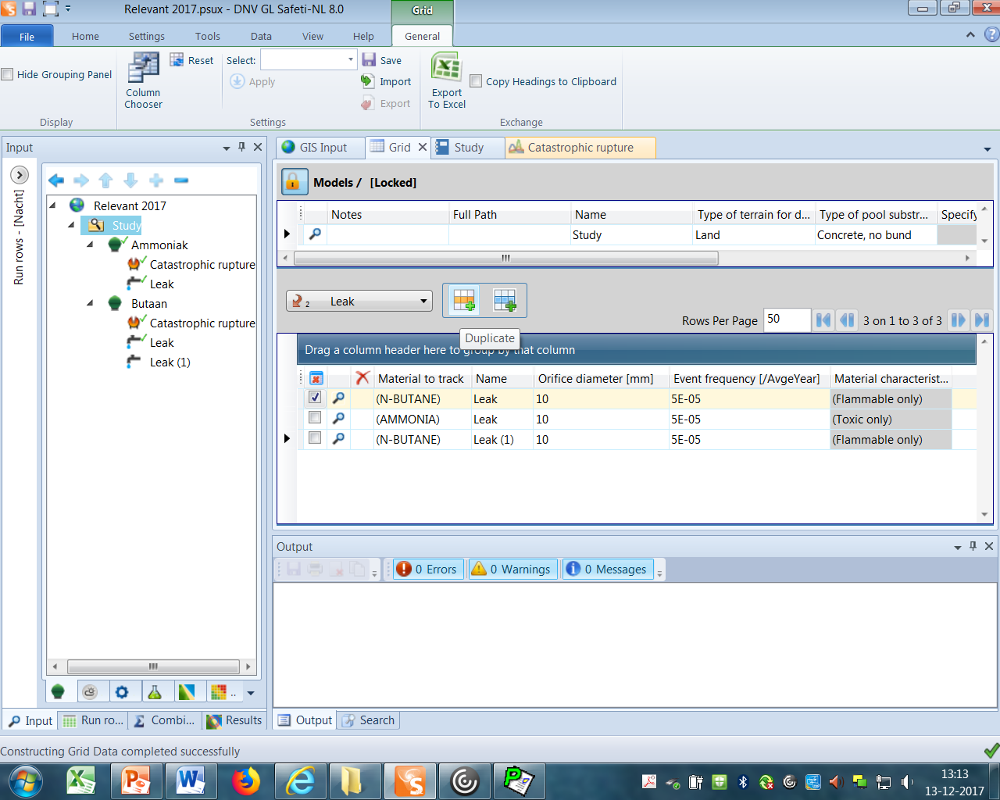 Relevant 2017.psux - DNV GL Safeti-NL 8.0
Grid
File
Home
Settings
Tools
Data
View
Help
General
Hide Grouping Panel
Display
Column
Chooser
Reset
Select:
Apply
Save
Import
Export
Settings
Export
To Excel
Copy Headings to Clipboard
Exchange
Input
Run rows - [Nacht]
Relevant 2017
Study
Ammoniak
Catastrophic rupture
Leak
Butaan
Catastrophic rupture
Leak
Leak (1)
Input
Run ro...
Combi...
Results
GIS Input
Grid
Study
Catastrophic rupture
Models / [Locked]
Notes Full Path Name Type of terrain for d... Type of pool substr... Specify
Study Land Concrete, no bund
2 Leak
Duplicate
Rows Per Page 50 3 on 1 to 3 of 3
Drag a column header here to group by that column
Material to track Name Orifice diameter [mm] Event frequency [/AvgeYear] Material characterist...
(N-BUTANE) Leak 10 5E-05 (Flammable only)
(AMMONIA) Leak 10 5E-05 (Toxic only)
(N-BUTANE) Leak (1) 10 5E-05 (Flammable only)
Output
0 Errors
0 Warnings
0 Messages
Output
Search
Constructing Grid Data completed successfully
13:13
13-12-2017